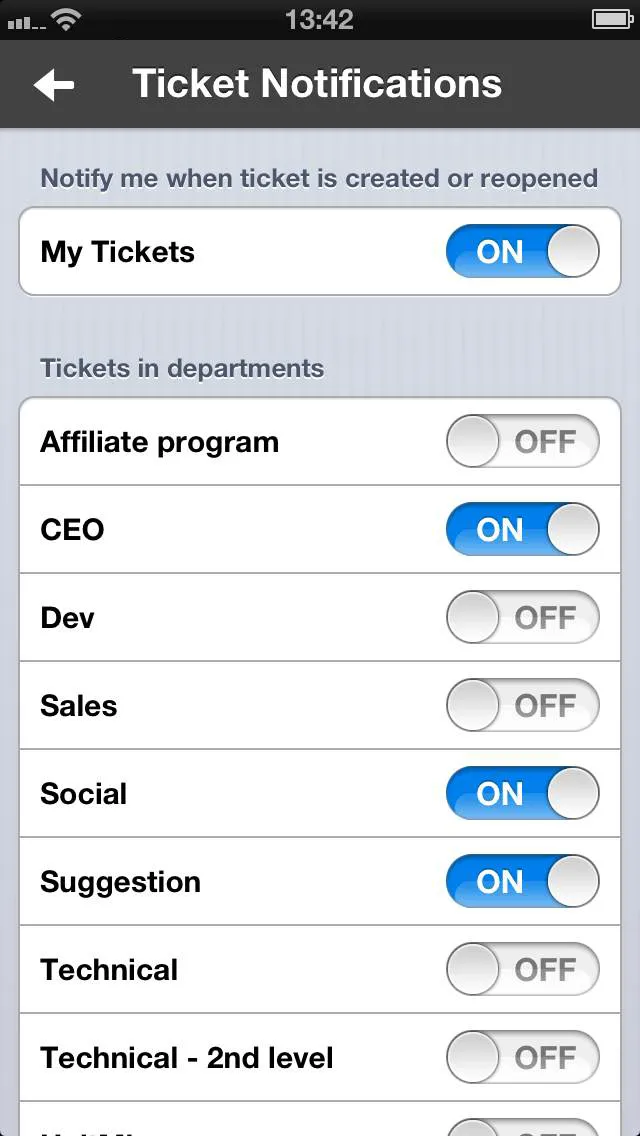 13:42
Ticket Notifications
Notify me when ticket is created or reopened
My Tickets ON
Tickets in departments
Affiliate program OFF
CEO ON
Dev OFF
Sales OFF
Social ON
Suggestion ON
Technical OFF
Technical - 2nd level OFF
OFF